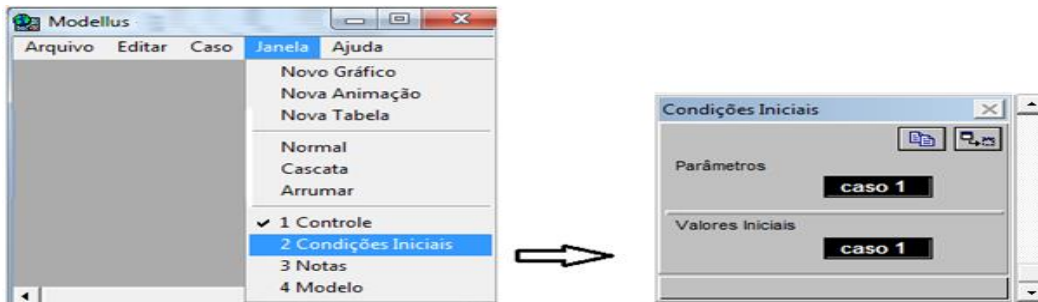 Modellus
Arquivo Editar Caso Janela Ajuda
Novo Gráfico
Nova Animação
Nova Tabela
Normal
Cascata
Arrumar
1 Controle
2 Condições Iniciais
3 Notas
4 Modelo
Condições Iniciais
Parâmetros
caso 1
Valores Iniciais
caso 1